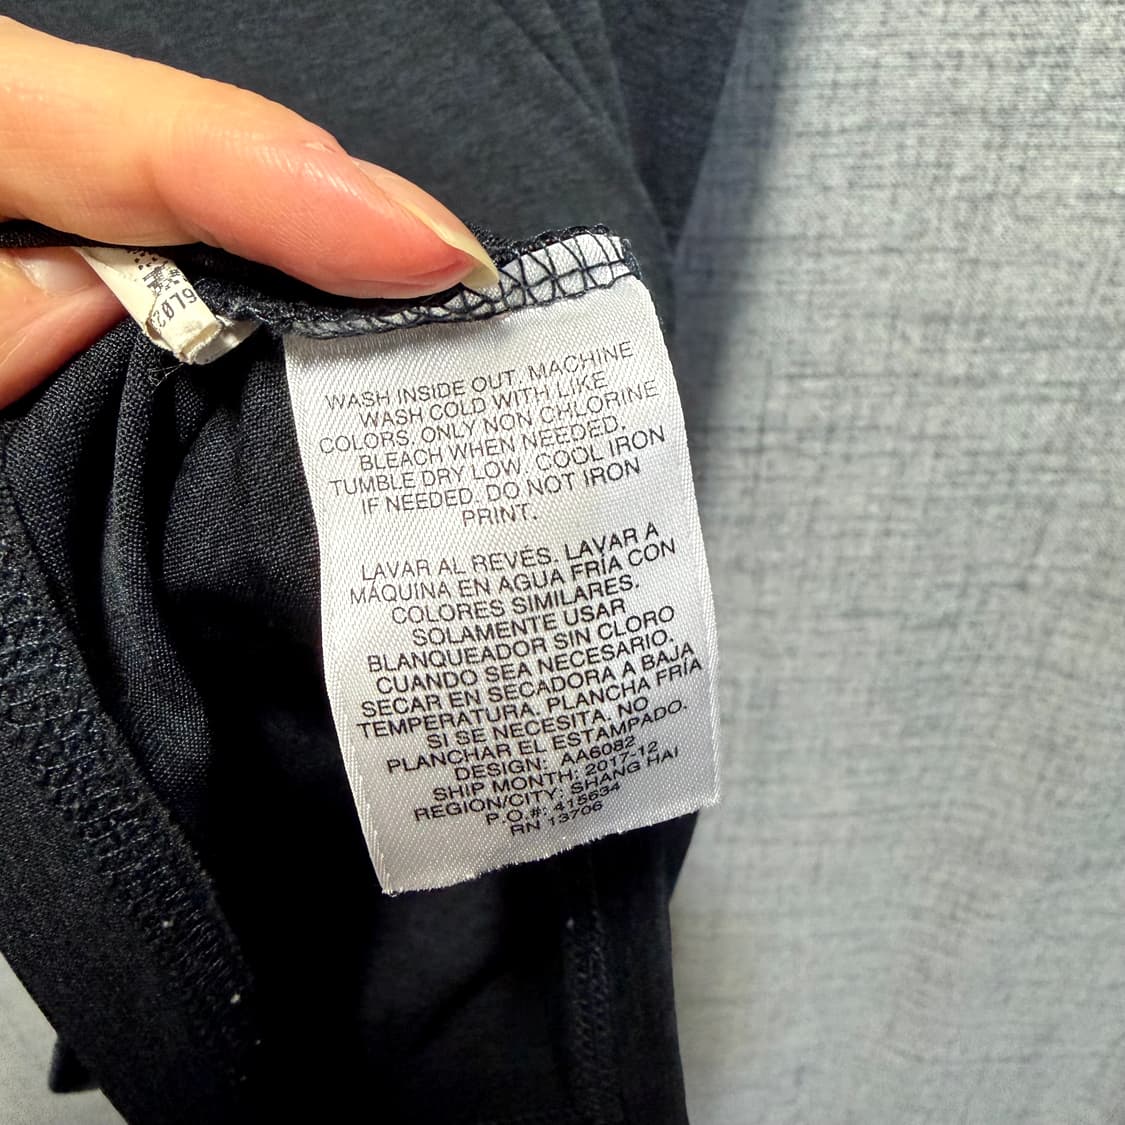 WASH INSIDE OUT. MACHINE
WASH COLD WITH LIKE
COLORS. ONLY NON CHLORINE
BLEACH WHEN NEEDED.
TUMBLE DRY LOW. COOL IRON
IF NEEDED. DO NOT IRON
PRINT.
LAVAR AL REVÉS. LAVAR A
MAQUINA EN AGUA FRÍA CON
COLORES SIMILARES.
SOLAMENTE USAR
BLANQUEADOR SIN CLORO
CUANDO SEA NECESARIO.
SECAR EN SECADORA A BAJA
TEMPERATURA, PLANCHA FRÍA
SI SE NECESITA. NO
PLANCHAR EL ESTAMPADO.
DESIGN: AA6082
SHIP MONTH: 2017-12
REGION/CITY: SHANG HAI
P.O.#: 415634
RN 13706